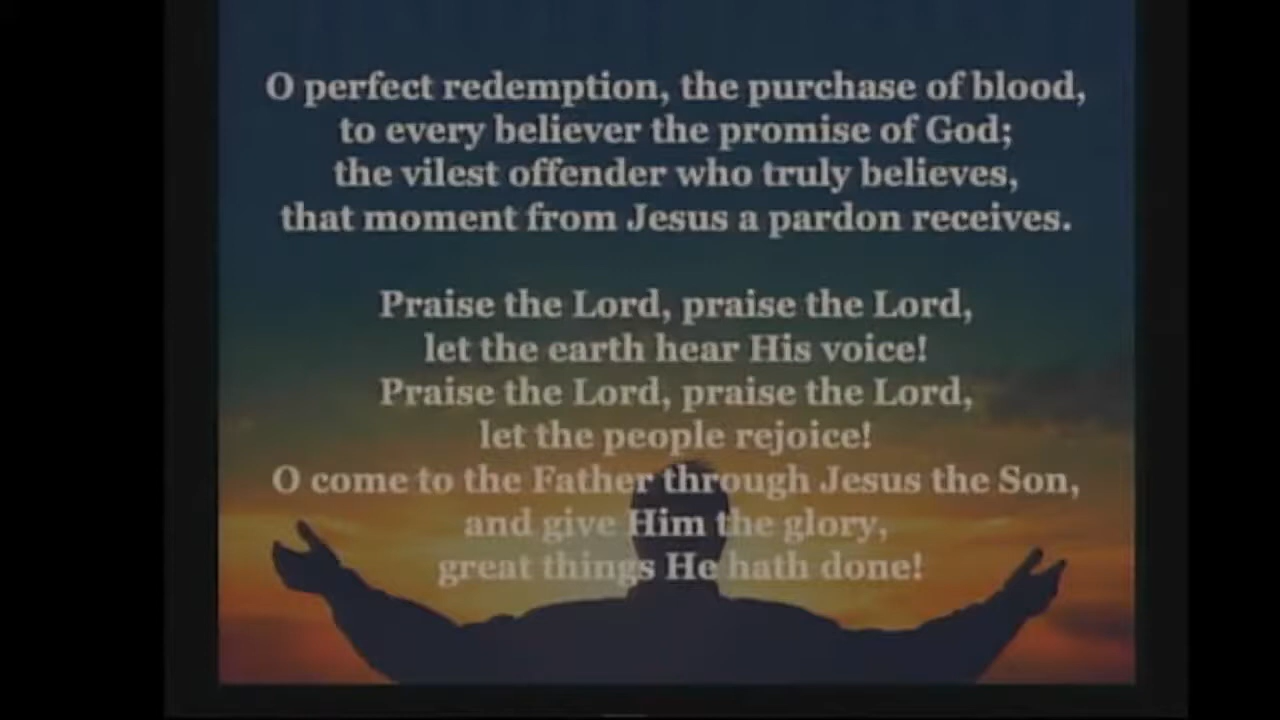 O perfect redemption, the purchase of blood,
to every believer the promise of God;
the vilest offender who truly believes,
that moment from Jesus a pardon receives.
Praise the Lord, praise the Lord,
let the earth hear His voice!
Praise the Lord, praise the Lord,
let the people rejoice!
O come to the Father through Jesus the Son,
and give Him the glory,
great things He hath done!